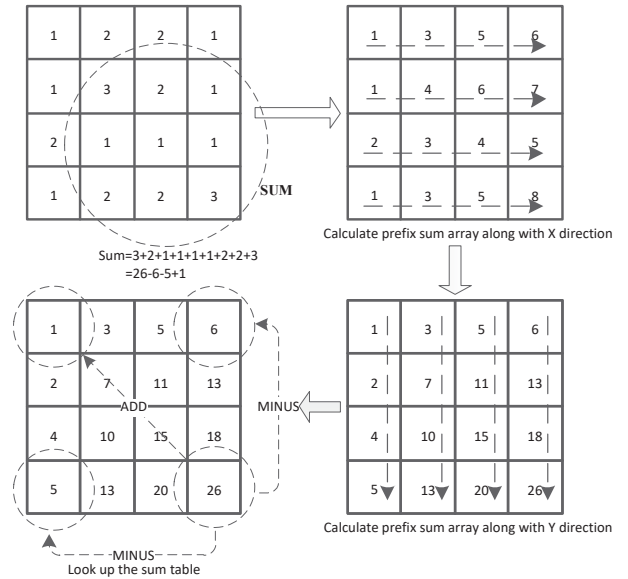 1 2 2 1
1 3 2 1
2 1 1 1
1 2 2 3
SUM
Sum=3+2+1+1+1+1+2+2+3
=26-6-5+1
1 3 5 6
1 4 6 7
2 3 4 5
1 3 5 8
Calculate prefix sum array along with X direction
1 3 5 6
2 7 11 13
4 10 15 18
5 13 20 26
MINUS
ADD
MINUS
Look up the sum table
1 3 5 6
2 7 11 13
4 10 15 18
5 13 20 26
Calculate prefix sum array along with Y direction